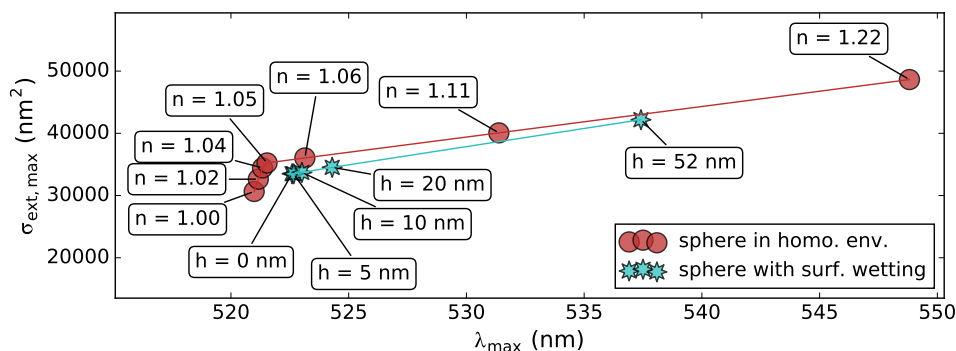 n = 1.22
n = 1.06
n = 1.11
n = 1.05
n = 1.04
n = 1.02
n = 1.00
h = 52 nm
h = 20 nm
h = 10 nm
h = 0 nm
h = 5 nm
50000
40000
30000
20000
σext, max (nm²)
sphere in homo. env.
sphere with surf. wetting
520 525 530 535 540 545 550
λmax (nm)